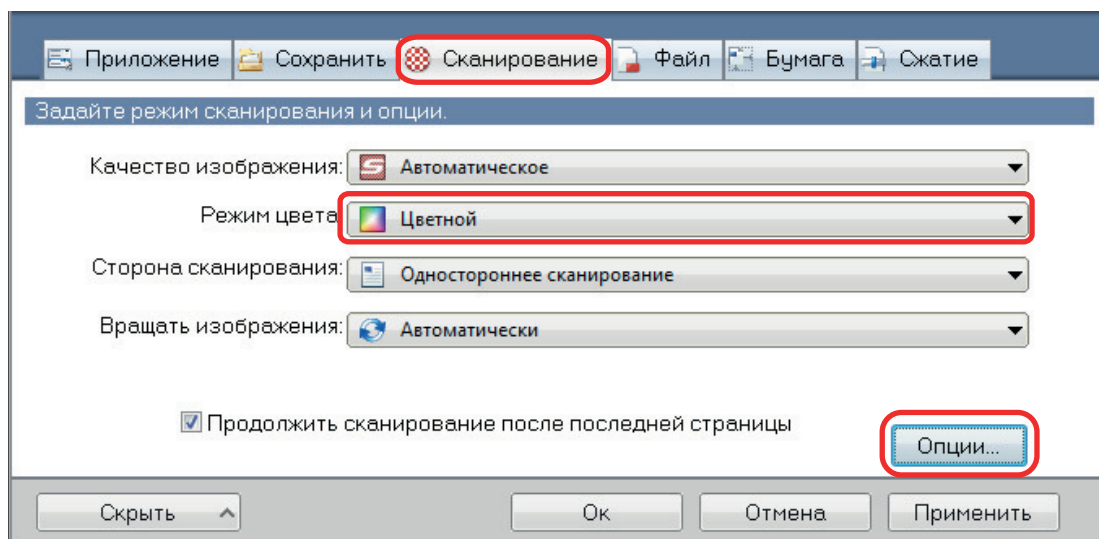 Приложение Сохранить Сканирование Файл Бумага Сжатие
Задайте режим сканирования и опции.
Качество изображения: Автоматическое
Режим цвета Цветной
Сторона сканирования: Одностороннее сканирование
Вращать изображения: Автоматически
Продолжить сканирование после последней страницы
Опции...
Скрыть Ок Отмена Применить